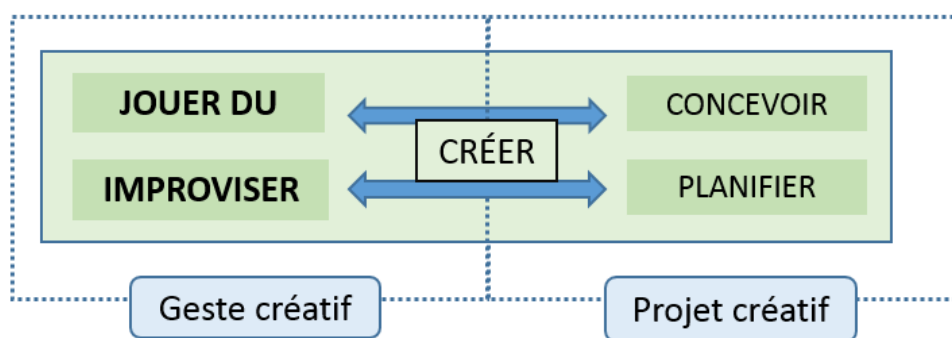 JOUER DU
CONCEVOIR
CRÉER
IMPROVISER
PLANIFIER
Geste créatif
Projet créatif